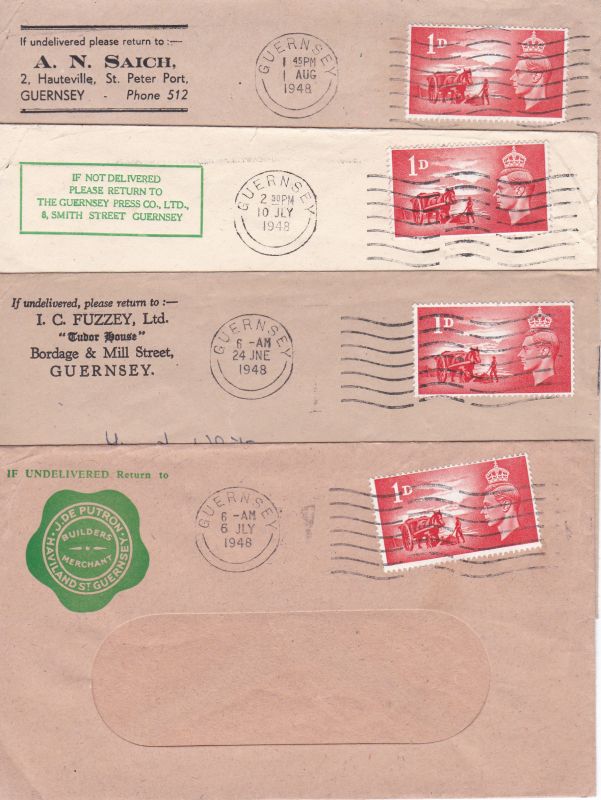 If undelivered please return to :—
A. N. SAICH,
2, Hauteville, St. Peter Port,
GUERNSEY - Phone 512
GUERNSEY
1 45PM
1 AUG
1948
1D
IF NOT DELIVERED
PLEASE RETURN TO
THE GUERNSEY PRESS CO., LTD.,
8, SMITH STREET GUERNSEY
GUERNSEY
2 30PM
10 JLY
1948
1D
If undelivered, please return to :—
I. C. FUZZEY, Ltd.
"Tudor House"
Bordage & Mill Street,
GUERNSEY.
GUERNSEY
6 - AM
24 JNE
1948
1D
IF UNDELIVERED Return to
J. DE PUTRON,
BUILDERS
MERCHANT
HAVILAND ST GUERNSEY
GUERNSEY
6 - AM
6 JLY
1948
1D